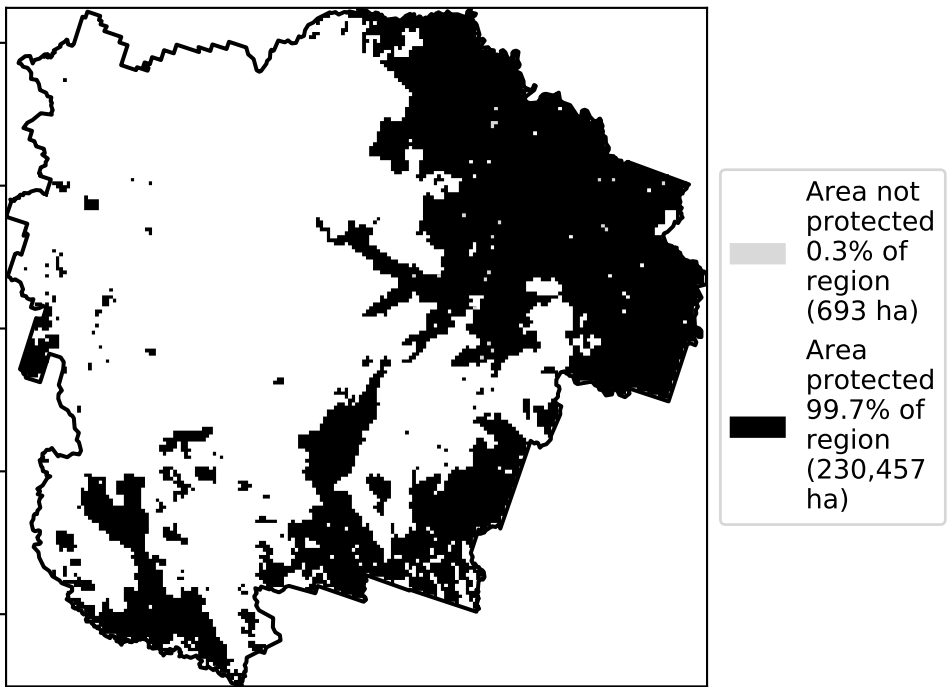 Area not
protected
0.3% of
region
(693 ha)
Area
protected
99.7% of
region
(230,457
ha)